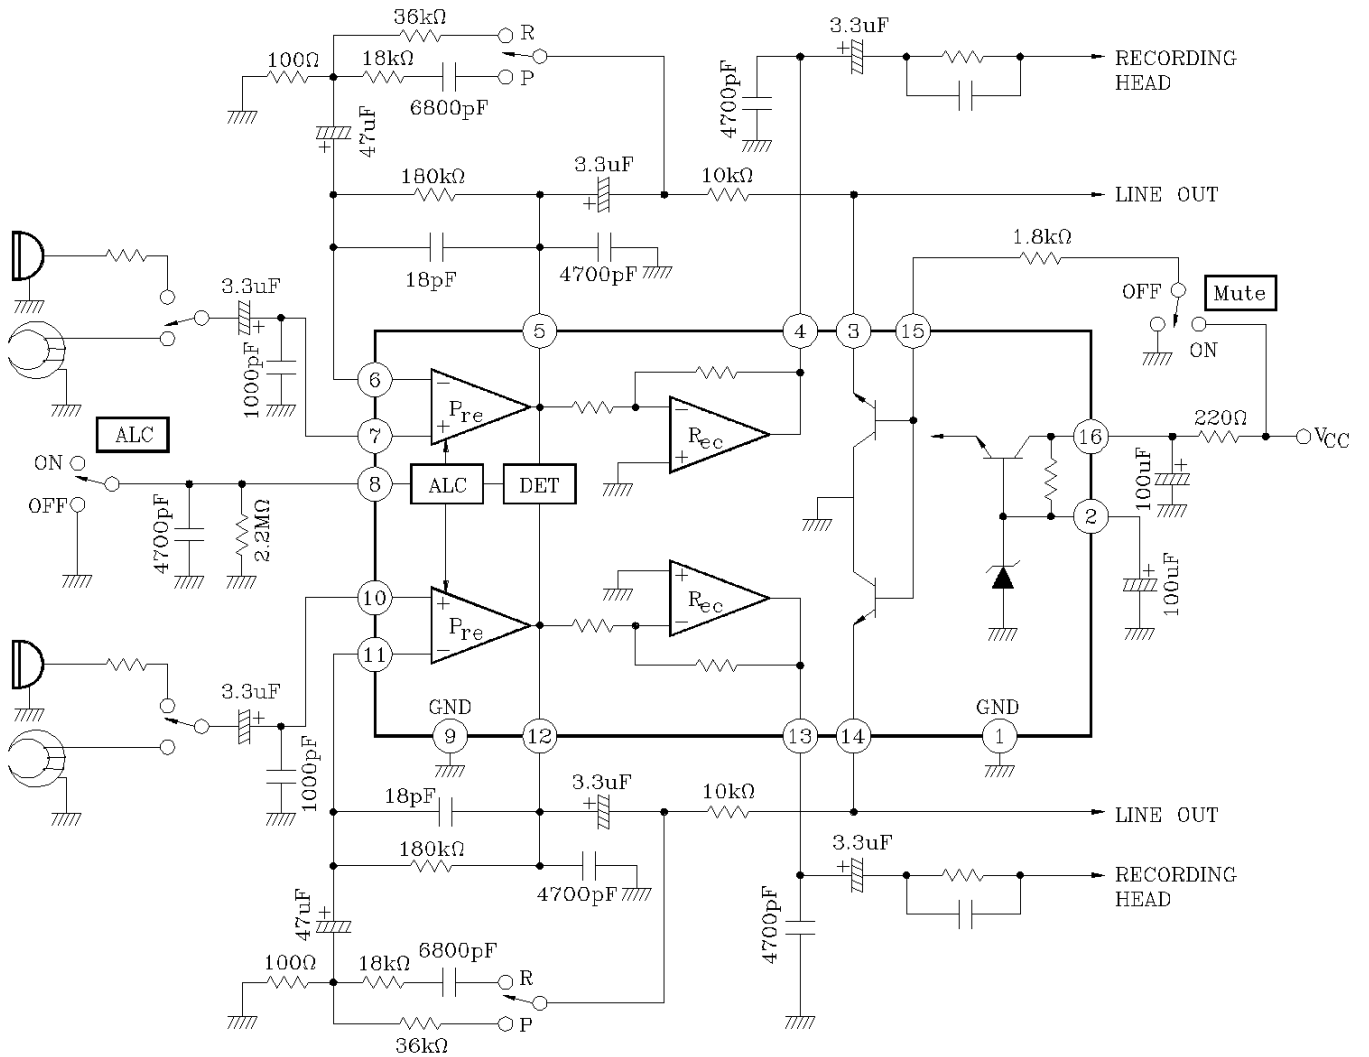 36kΩ
R
3.3uF
100Ω
18kΩ
RECORDING
HEAD
P
6800pF
4700pF
47uF
+
+
3.3uF
180kΩ
10kΩ
+
LINE OUT
1.8kΩ
18pF
4700pF
3.3uF
+
OFF
Mute
ON
5
4
3
15
1000pF
6
−
Pre
+
7
−
Rec
+
ALC
220Ω
16
VCC
ON
8
ALC
DET
100uF
+
OFF
4700pF
2.2MΩ
2
+
100uF
10
+
Pre
−
11
+
Rec
−
3.3uF
+
GND
GND
9
12
13
14
1
1000pF
18pF
3.3uF
+
10kΩ
LINE OUT
180kΩ
3.3uF
+
4700pF
RECORDING
HEAD
47uF
+
4700pF
6800pF
100Ω
18kΩ
R
P
36kΩ